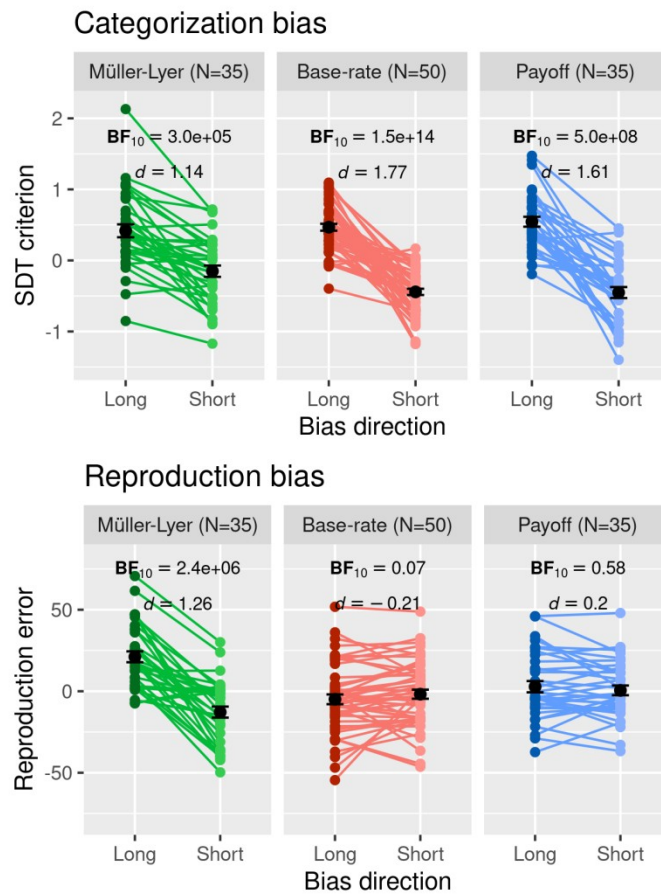 Categorization bias
Müller-Lyer (N=35) Base-rate (N=50) Payoff (N=35)
BF10 = 3.0e+05 BF10 = 1.5e+14 BF10 = 5.0e+08
d = 1.14 d = 1.77 d = 1.61
SDT criterion
2
1
0
-1
Long Short Long Short Long Short
Bias direction
Reproduction bias
Müller-Lyer (N=35) Base-rate (N=50) Payoff (N=35)
BF10 = 2.4e+06 BF10 = 0.07 BF10 = 0.58
d = 1.26 d = −0.21 d = 0.2
Reproduction error
50
0
-50
Long Short Long Short Long Short
Bias direction